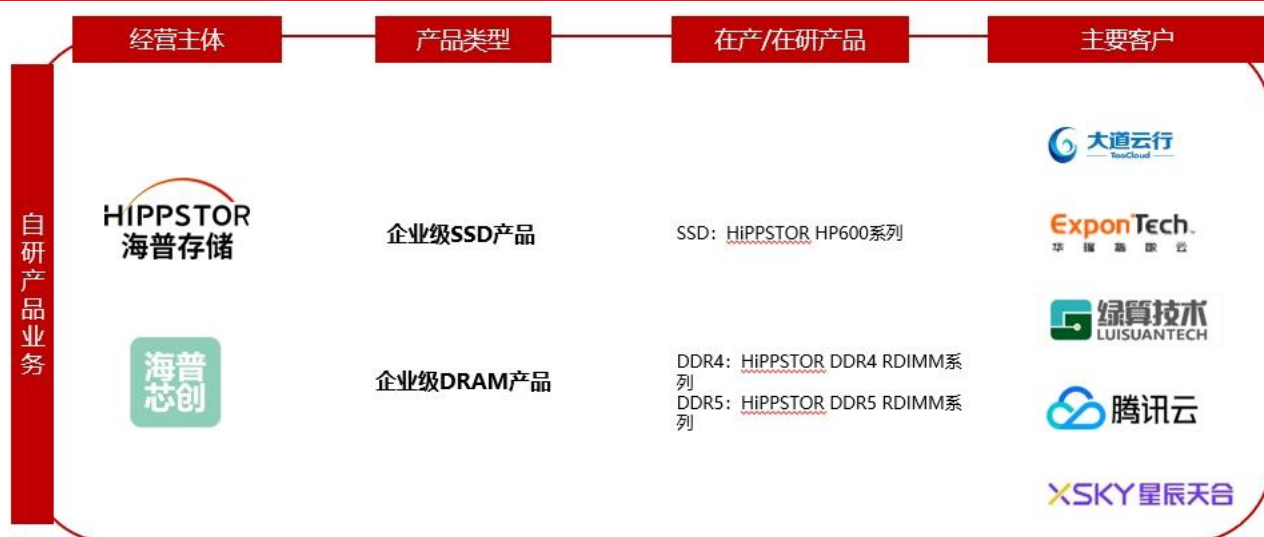 经营主体
产品类型
在产/在研产品
主要客户
自研产品业务
HIPPSTOR
海普存储
企业级SSD产品
SSD：HiPPSTOR HP600系列
海普
芯创
企业级DRAM产品
DDR4：HiPPSTOR DDR4 RDIMM系
列
DDR5：HiPPSTOR DDR5 RDIMM系
列
大道云行
TaoCloud
ExponTech
华瑞指数云
绿算技术
LUISUANTECH
腾讯云
XSKY星辰天合